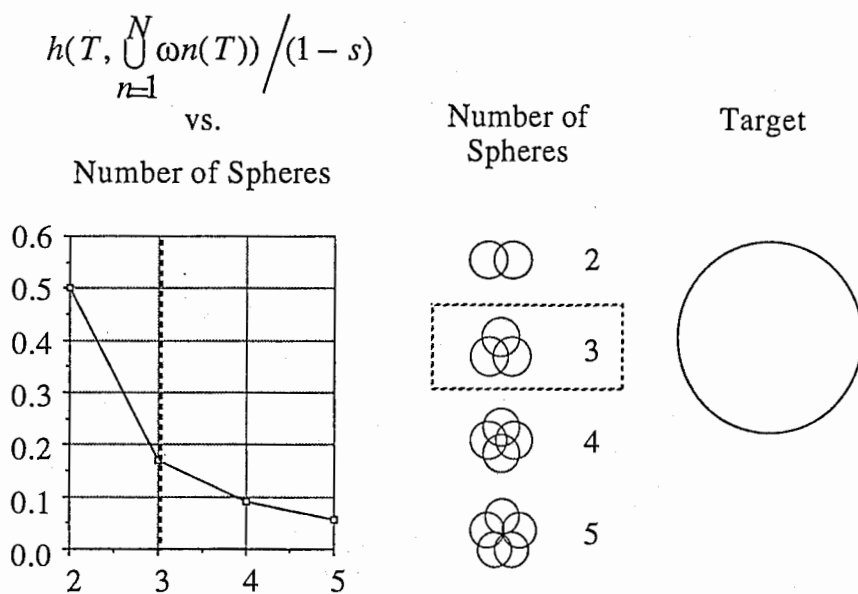 N
h(T, ∪ ωn(T)) / (1 – s)
n=1
vs.
Number of Spheres
0.6
0.5
0.4
0.3
0.2
0.1
0.0
2 3 4 5
Number of
Spheres
2
3
4
5
Target